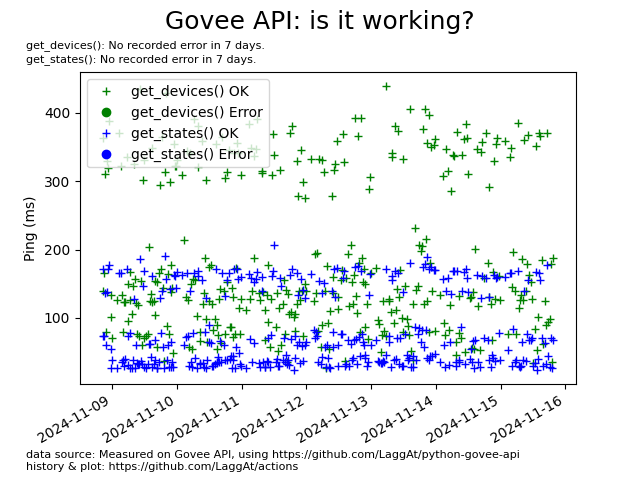 Govee API: is it working?
get_devices(): No recorded error in 7 days.
get_states(): No recorded error in 7 days.
get_devices() OK
get_devices() Error
get_states() OK
get_states() Error
Ping (ms)
400
300
200
100
2024-11-09
2024-11-10
2024-11-11
2024-11-12
2024-11-13
2024-11-14
2024-11-15
2024-11-16
data source: Measured on Govee API, using https://github.com/LaggAt/python-govee-api
history & plot: https://github.com/LaggAt/actions